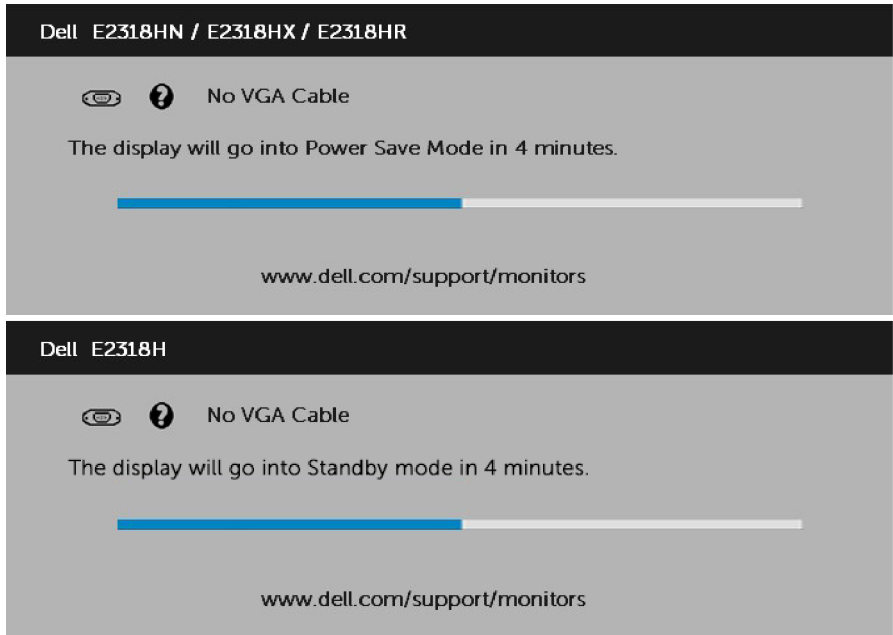 Dell E2318HN / E2318HX / E2318HR
No VGA Cable
The display will go into Power Save Mode in 4 minutes.
www.dell.com/support/monitors
Dell E2318H
No VGA Cable
The display will go into Standby mode in 4 minutes.
www.dell.com/support/monitors